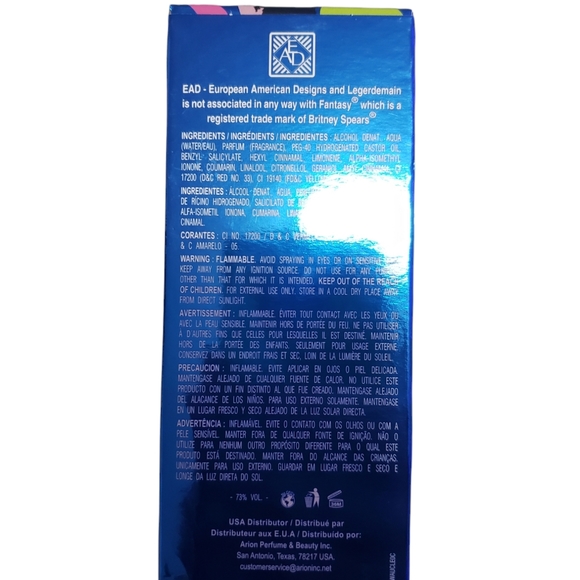 EAD
EAD - European American Designs and Legerdemain
is not associated in any way with Fantasy® which is a
registered trade mark of Britney Spears®
INGREDIENTS / INGRÉDIENTS / INGREDIENTES : ALCOHOL DENAT., AQUA
(WATER/EAU), PARFUM (FRAGRANCE), PEG-40 HYDROGENATED CASTOR OIL,
BENZYL SALICYLATE, HEXYL CINNAMAL, LIMONENE, ALPHA-ISOMETHYL
IONONE, COUMARIN, LINALOOL, CITRONELLOL, GERANIOL,
17200 (D&C RED NO. 33), CI 19140, (FD&C
INGREDIENTES : ÁLCOOL DENAT., AGUA,
DE RICINO HIDROGENADO, SALICILATO DE
ALFA-ISOMETIL IONONA, CUMARINA,
CINAMAL.
CORANTES : CI NO. 17200 / D & C
& C AMARELO - 05.
WARNING : FLAMMABLE. AVOID SPRAYING IN EYES OR ON SENSITIVE
KEEP AWAY FROM ANY IGNITION SOURCE. DO NOT USE FOR ANY
OTHER THAN THAT FOR WHICH IT IS INTENDED. KEEP OUT OF THE REACH
OF CHILDREN. FOR EXTERNAL USE ONLY. STORE IN A COOL DRY PLACE AWAY
FROM DIRECT SUNLIGHT.
AVERTISSEMENT : INFLAMMABLE. ÉVITER TOUT CONTACT AVEC LES YEUX OU
AVEC LA PEAU SENSIBLE. MAINTENIR HORS DE PORTÉE DU FEU. NE PAS UTILISER
A D'AUTRES FINS QUE CELLES POUR LESQUELLES IL EST DESTINÉ. MAINTENIR
HORS DE LA PORTÉE DES ENFANTS. SEULEMENT POUR USAGE EXTERNE.
CONSERVEZ DANS UN ENDROIT FRAIS ET SEC, LOIN DE LA LUMIÈRE DU SOLEIL.
PRECAUCION : INFLAMABLE. EVITE APLICAR EN OJOS O PIEL DELICADA.
MANTENGASE ALEJADO DE CUALQUIER FUENTE DE CALOR. NO UTILICE ESTE
PRODUCTO CON UN FIN DISTINTO AL QUE FUE CREADO. MANTENGASE ALEJADO
DEL ALACANCE DE LOS NIÑOS. PARA USO EXTERNO SOLAMENTE. MANTENGASE
EN UN LUGAR FRESCO Y SECO ALEJADO DE LA LUZ SOLAR DIRECTA.
ADVERTÊNCIA : INFLAMÁVEL. EVITE O CONTATO COM OS OLHOS OU COM A
PELE SENSÍVEL. MANTER FORA DE QUALQUER FONTE DE IGNIÇÃO. NÃO O
UTILIZE PARA NENHUM OUTRO PROPÓSITO DIFERENTE PARA O QUAL ESTE
PRODUTO ESTÁ DESTINADO. MANTER FORA DO ALCANCE DAS CRIANÇAS.
UNICAMENTE PARA USO EXTERNO. GUARDAR EM LUGAR FRESCO E SECO E
LONGE DA LUZ DIRETA DO SOL.
- 73% VOL. -
USA Distributor / Distribué par
Distributeur aux E.U.A / Distribuído por:
Arion Perfume & Beauty Inc.
San Antonio, Texas, 78217 USA.
customerservice@arioninc.net